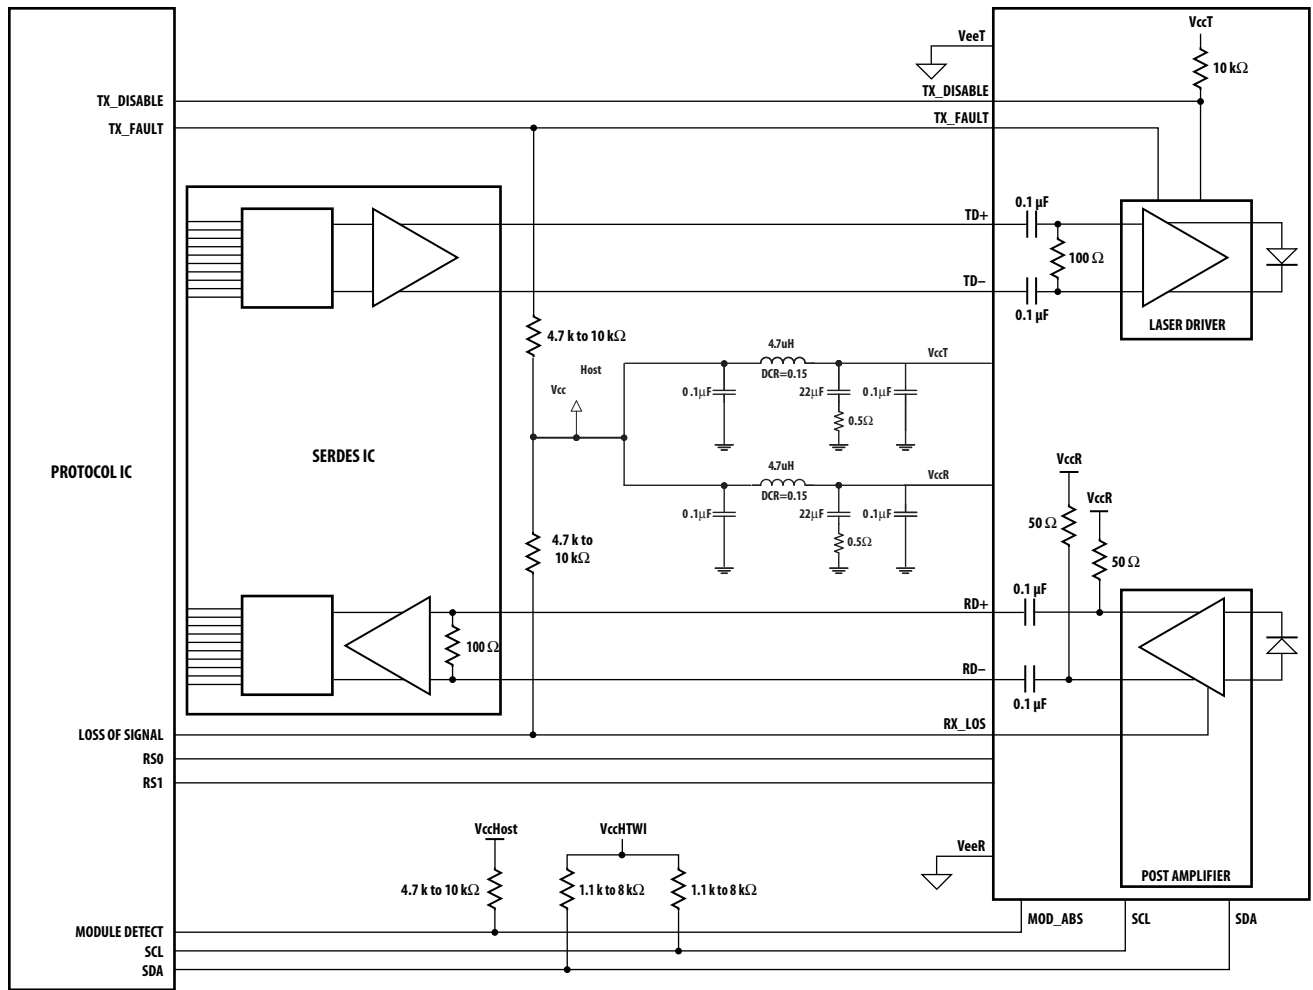 VccT
VeeT
10 kΩ
TX_DISABLE
TX_DISABLE
TX_FAULT
TX_FAULT
0.1 µF
TD+
100 Ω
TD–
0.1 µF
LASER DRIVER
4.7 k to 10 kΩ
4.7uH
VccT
Host
DCR=0.15
Vcc
0.1µF
22µF
0.1µF
0.5Ω
SERDES IC
PROTOCOL IC
4.7uH
VccR
DCR=0.15
VccR
VccR
0.1µF
22µF
0.1µF
50 Ω
4.7 k to
10 kΩ
0.5Ω
50 Ω
0.1 µF
RD+
100 Ω
RD–
0.1 µF
LOSS OF SIGNAL
RX_LOS
RS0
RS1
VccHost
VccHTWI
VeeR
4.7 k to 10 kΩ
1.1 k to 8 kΩ
1.1 k to 8 kΩ
POST AMPLIFIER
MODULE DETECT
MOD_ABS
SCL
SDA
SCL
SDA